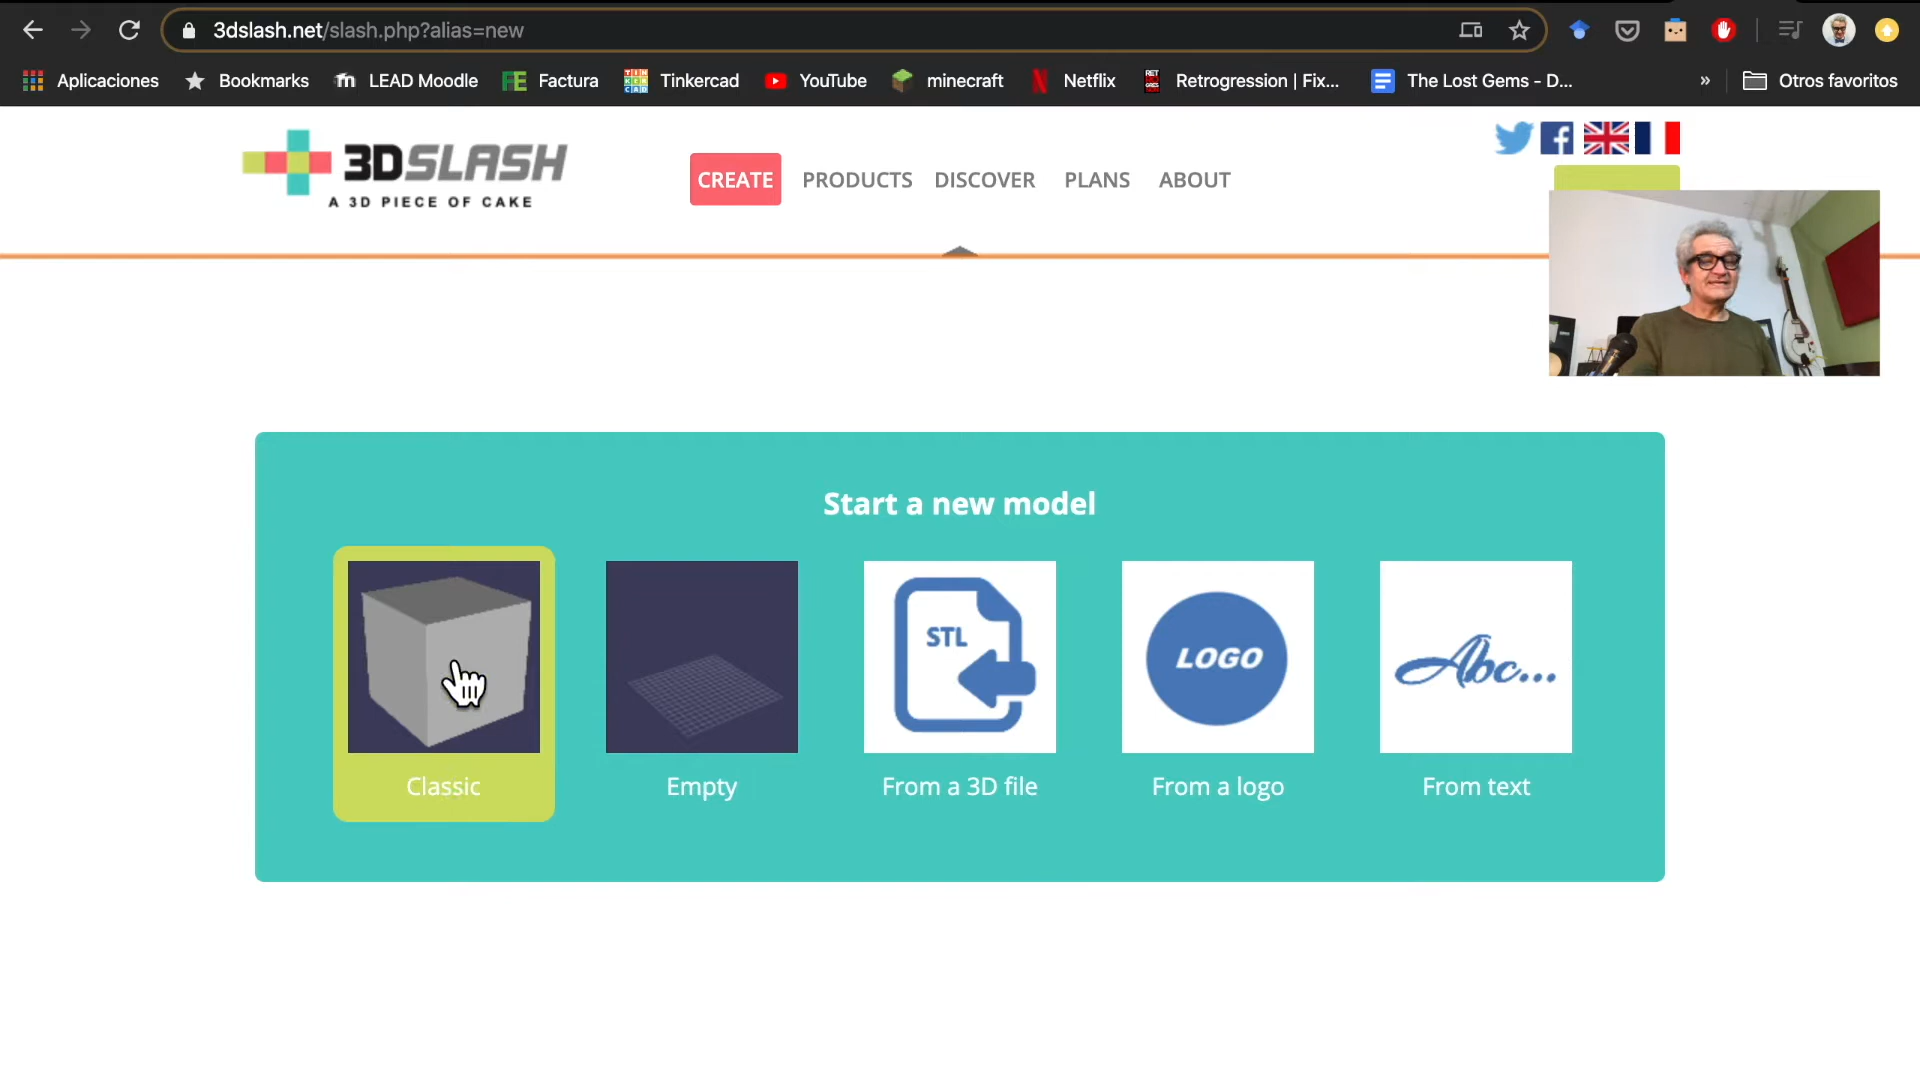 3dslash.net/slash.php?alias=new
Aplicaciones Bookmarks LEAD Moodle Factura Tinkercad YouTube minecraft Netflix Retrogression | Fix... The Lost Gems - D... » Otros favoritos
3DSLASH
A 3D PIECE OF CAKE
CREATE PRODUCTS DISCOVER PLANS ABOUT
Start a new model
STL
LOGO
Abc...
Classic Empty From a 3D file From a logo From text